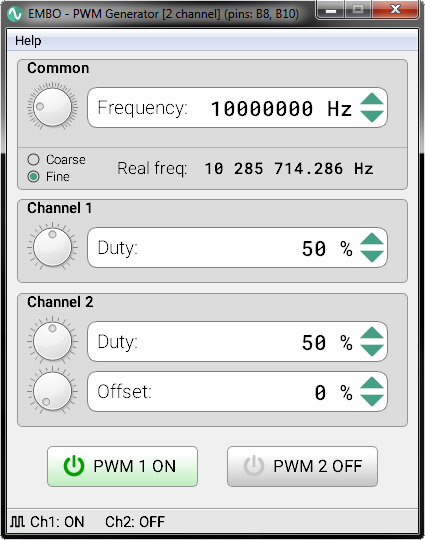 EMBO - PWM Generator [2 channel] (pins: B8, B10)
Help
Common
Frequency: 10000000 Hz
Coarse
Fine
Real freq: 10 285 714.286 Hz
Channel 1
Duty: 50 %
Channel 2
Duty: 50 %
Offset: 0 %
PWM 1 ON PWM 2 OFF
Ch1: ON Ch2: OFF